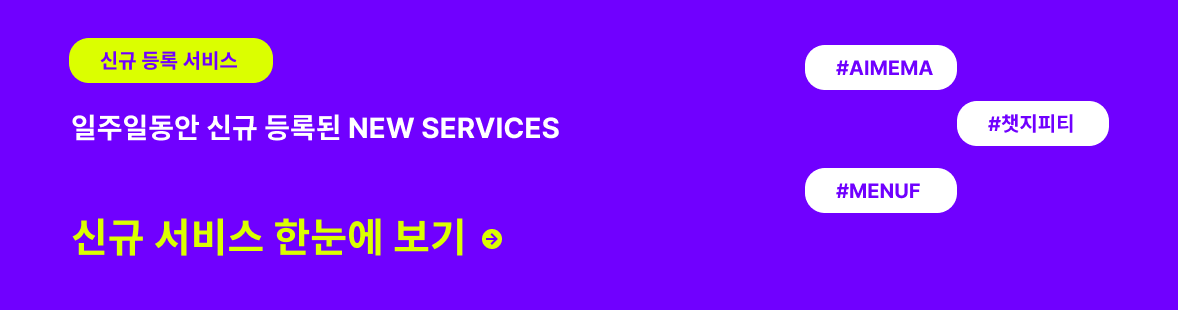 신규 등록 서비스
일주일동안 신규 등록된 NEW SERVICES
신규 서비스 한눈에 보기
#AIMEMA
#챗지피티
#MENUF